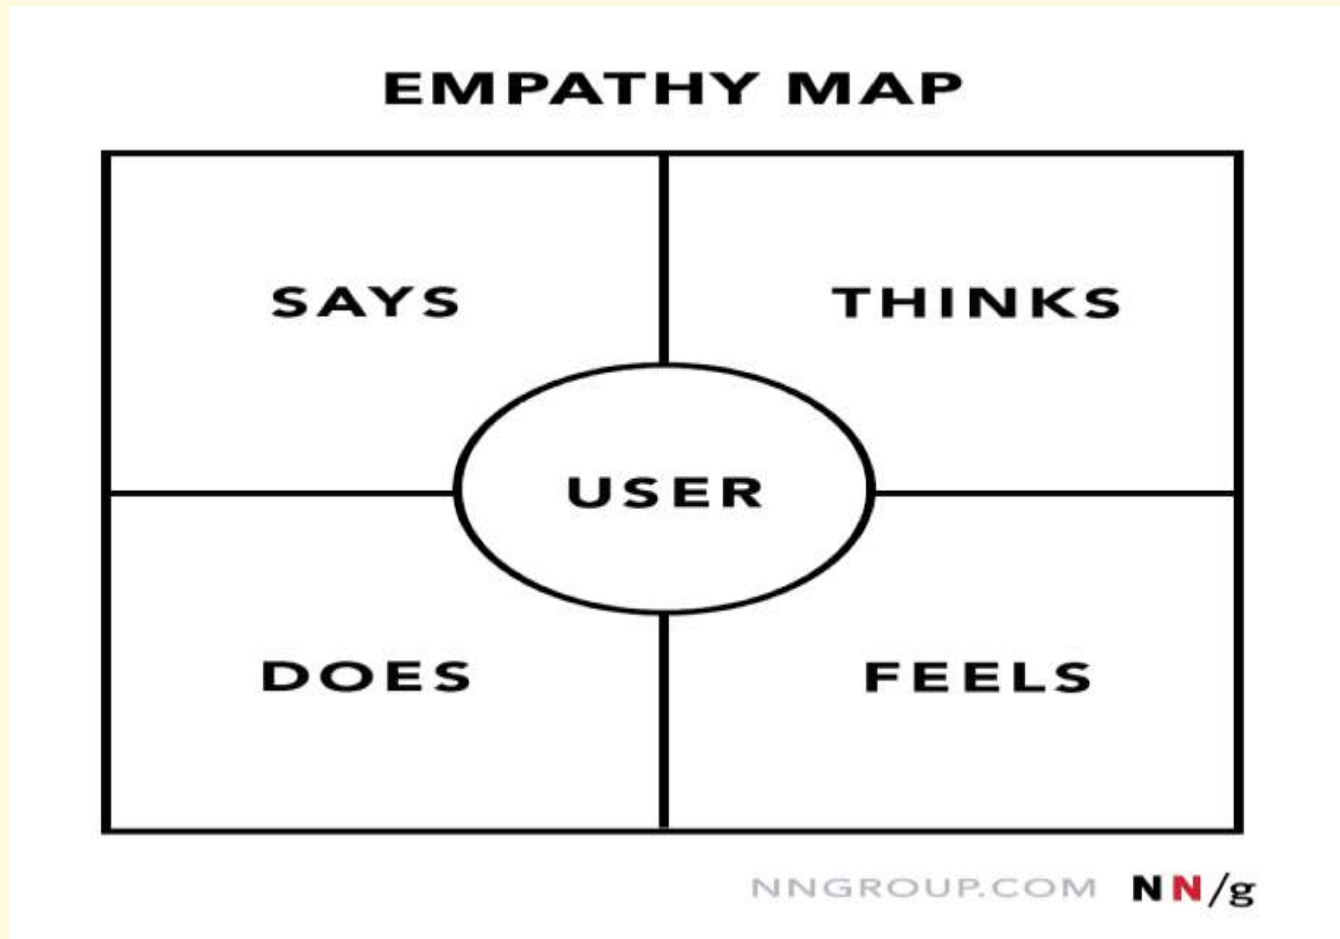 EMPATHY MAP
SAYS
THINKS
USER
DOES
FEELS
NNGROUP.COM NN/g